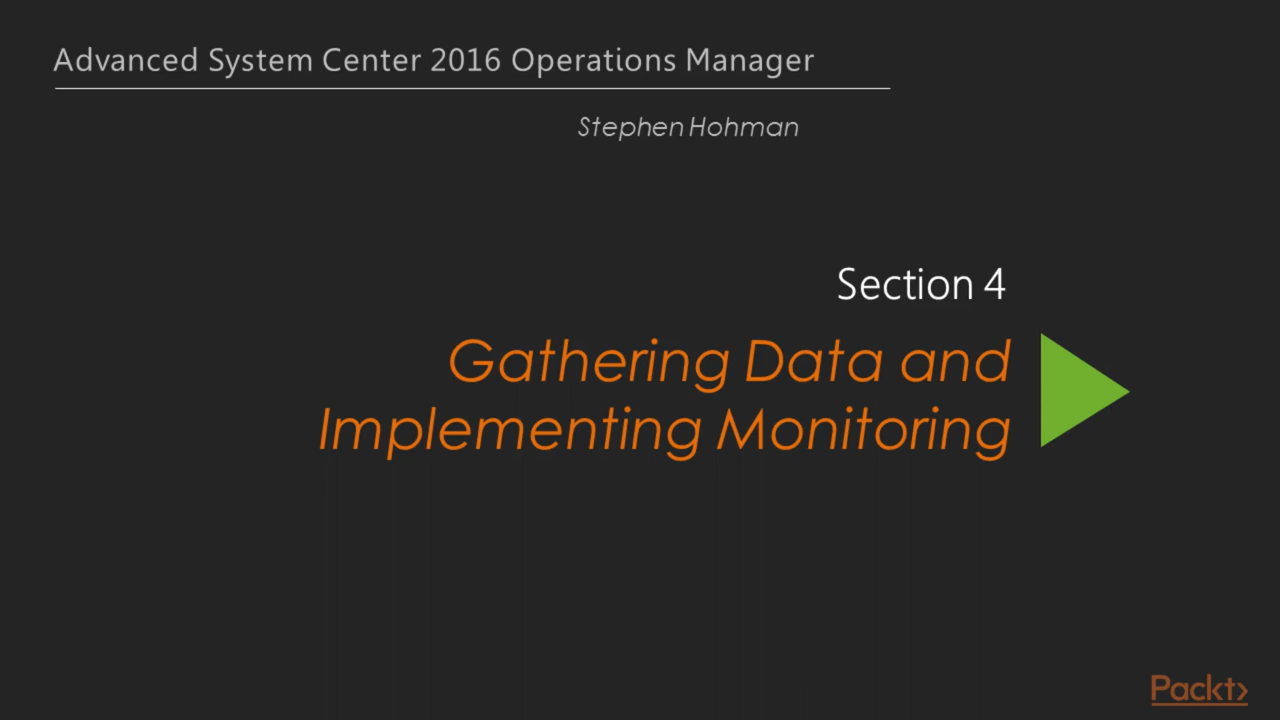 Advanced System Center 2016 Operations Manager
Stephen Hohman
Section 4
Gathering Data and
Implementing Monitoring
Packt>